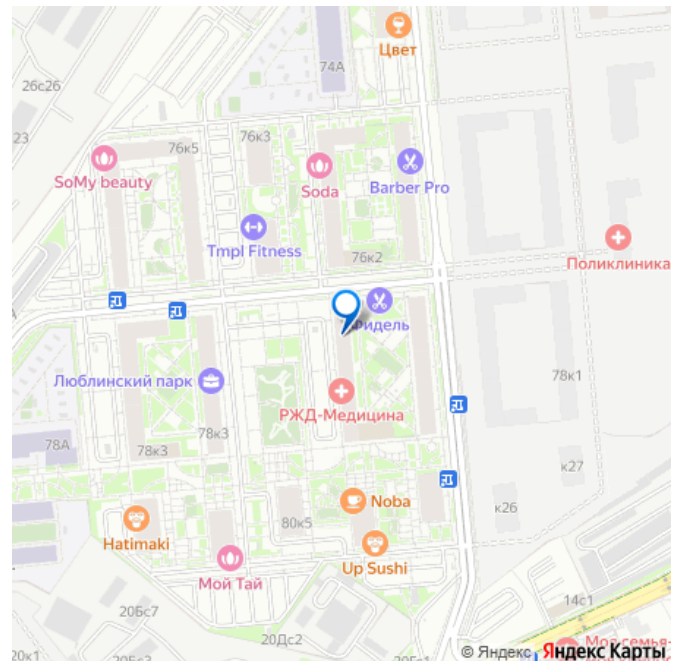 Цвет
74А
26с26
23
76к5
76к3
SoMy beauty
Soda
Barber Pro
Tmpl Fitness
76к2
Поликлиника
Фидель
Люблинский парк
РЖД-Медицина
78к1
78А
78к3
78к3
к27
к26
Noba
80к5
Hatimaki
Up Sushi
Мой Тай
14с1
20Бс7
20Дс2
20к1
© Яндекс Яндекс Карты